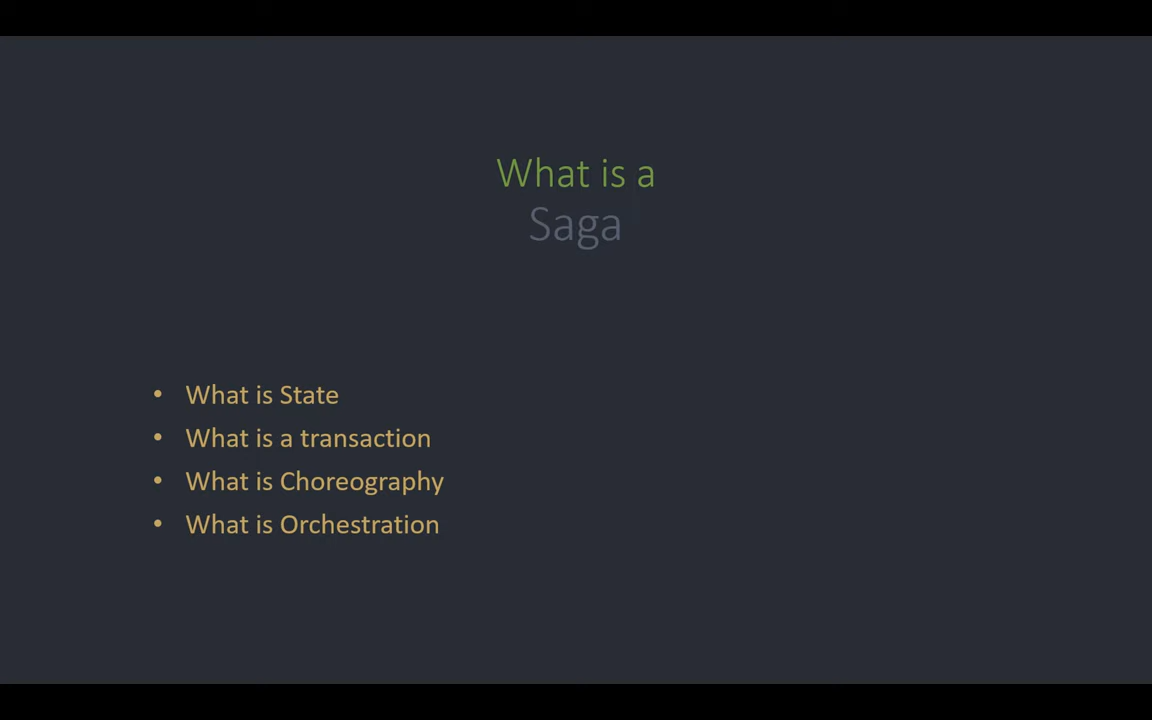 What is a
Saga
• What is State
• What is a transaction
• What is Choreography
• What is Orchestration